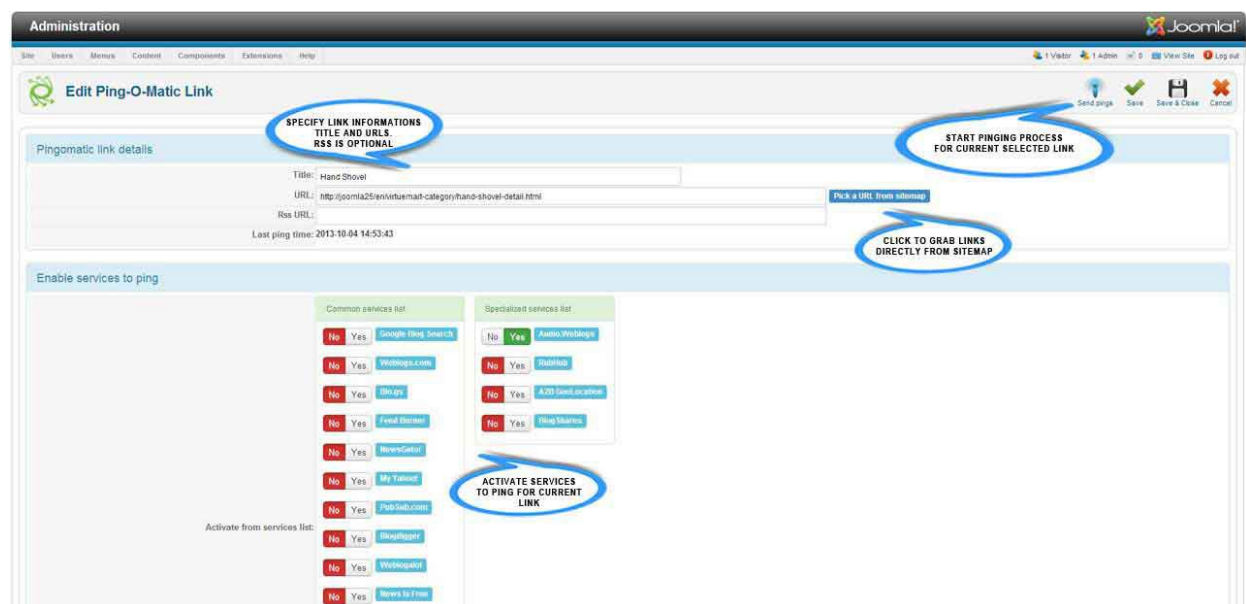 Administration
Joomla!
Site Users Menus Content Components Extensions Help
1 Visitor 1 Admin 0 View Site Log out
Edit Ping-O-Matic Link
Send pings Save Save & Close Cancel
SPECIFY LINK INFORMATIONS
TITLE AND URLS.
RSS IS OPTIONAL
START PINGING PROCESS
FOR CURRENT SELECTED LINK
Pingomatic link details
Title: Hand Shovel
URL: http://joomla25/en/virtuemart-category/hand-shovel-detail.html Pick a URL from sitemap
Rss URL:
Last ping time: 2013-10-04 14:53:43
CLICK TO GRAB LINKS
DIRECTLY FROM SITEMAP
Enable services to ping
Common services list Specialized services list
No Yes Google Blog Search No Yes Audio.Weblogs
No Yes Weblogs.com No Yes RubHub
No Yes Blo.gs No Yes A2B GeoLocation
No Yes Feed Burner No Yes BlogShares
No Yes NewsGator
No Yes My Yahoo!
ACTIVATE SERVICES
TO PING FOR CURRENT
LINK
No Yes PubSub.com
Activate from services list:
No Yes Blogdigger
No Yes Weblogalot
No Yes News Is Free